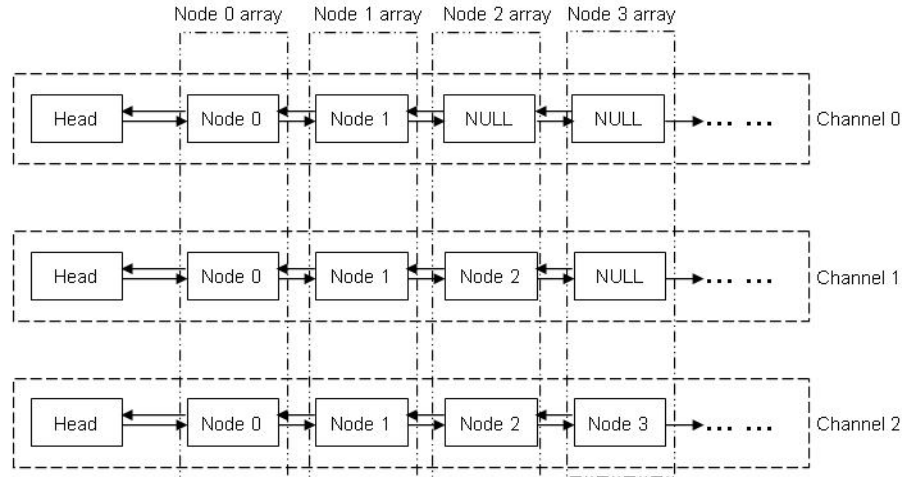 Node 0 array Node 1 array Node 2 array Node 3 array
Head Node 0 Node 1 NULL NULL ... ... Channel 0
Head Node 0 Node 1 Node 2 NULL ... ... Channel 1
Head Node 0 Node 1 Node 2 Node 3 ... ... Channel 2